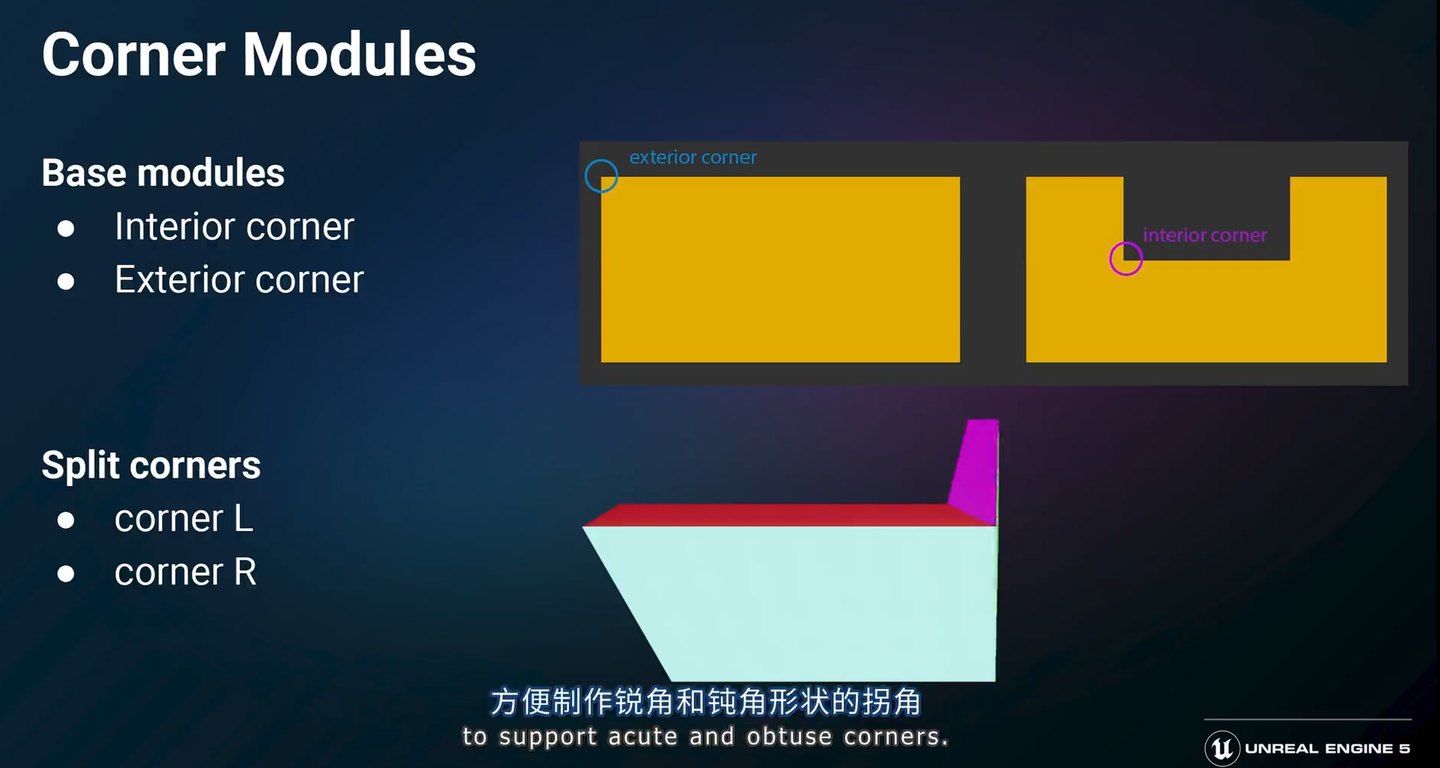 Corner Modules
Base modules
● Interior corner
● Exterior corner
exterior corner
interior corner
Split corners
● corner L
● corner R
方便制作锐角和钝角形状的拐角
to support acute and obtuse corners.
UNREAL ENGINE 5